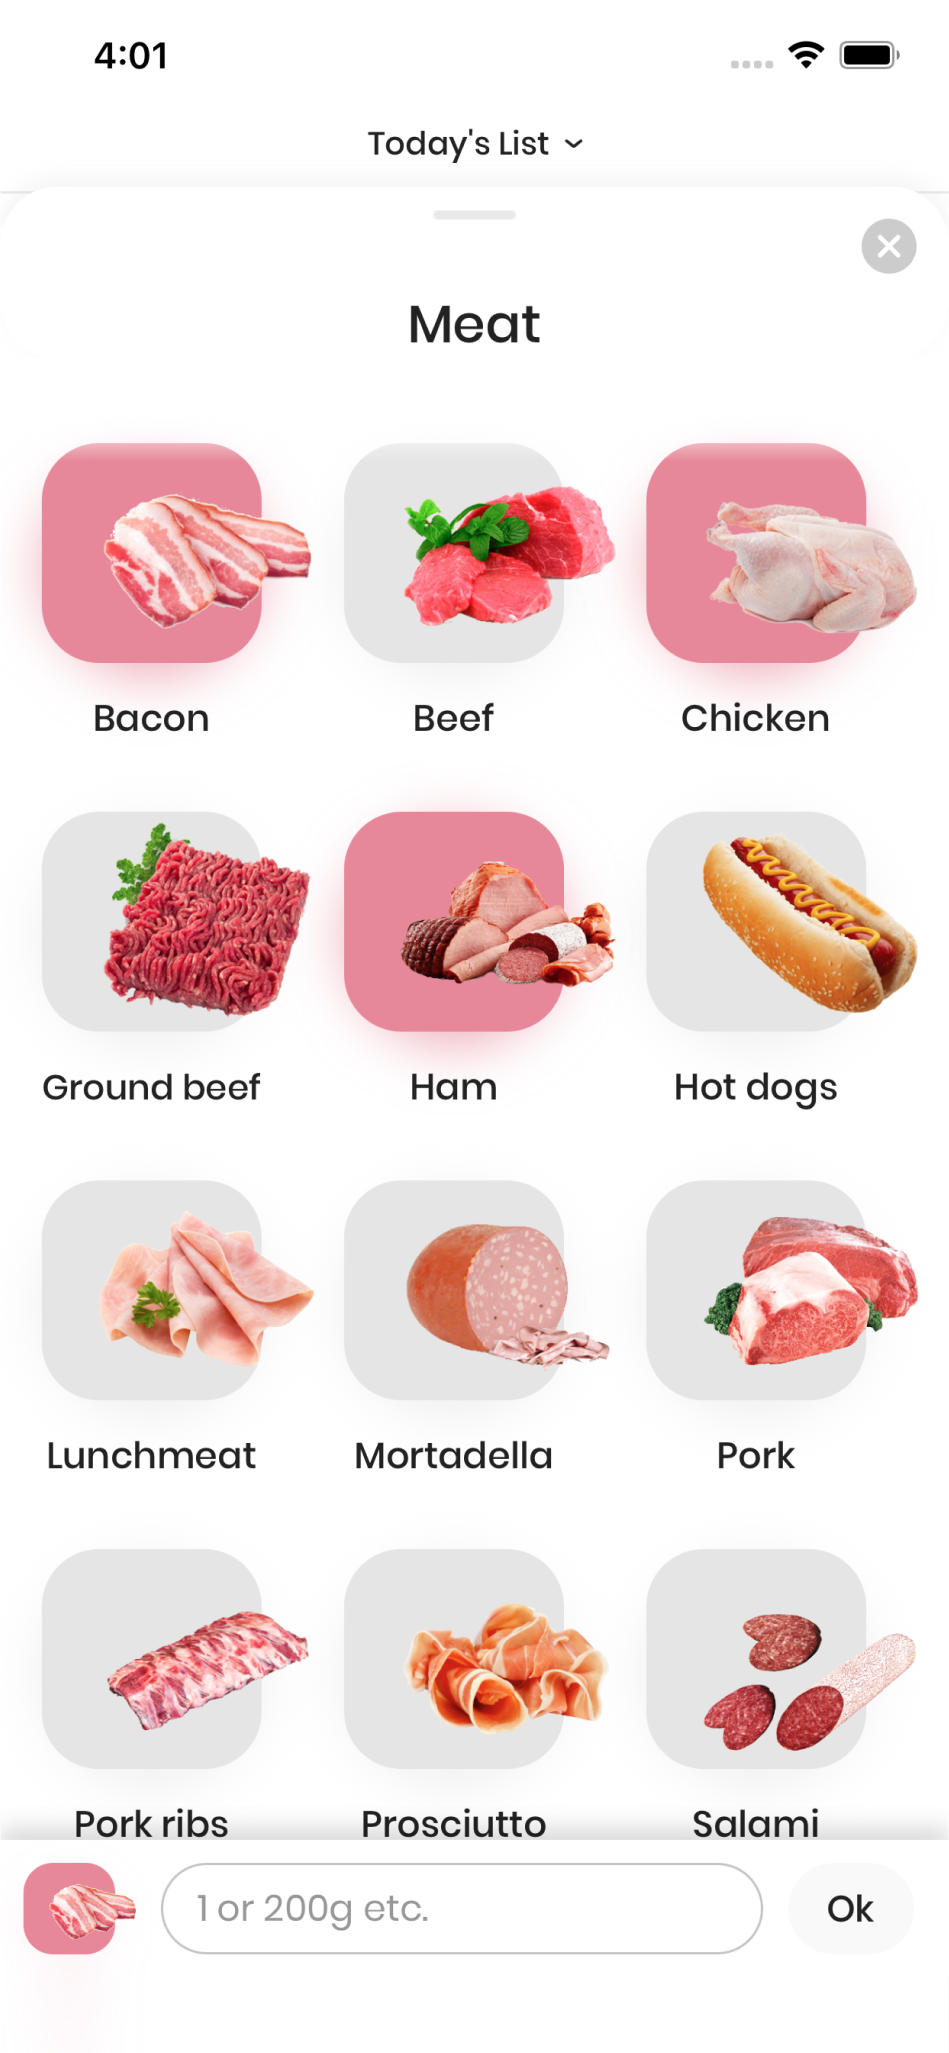 4:01
Today's List
Meat
Bacon
Beef
Chicken
Ground beef
Ham
Hot dogs
Lunchmeat
Mortadella
Pork
Pork ribs
Prosciutto
Salami
1 or 200g etc.
Ok